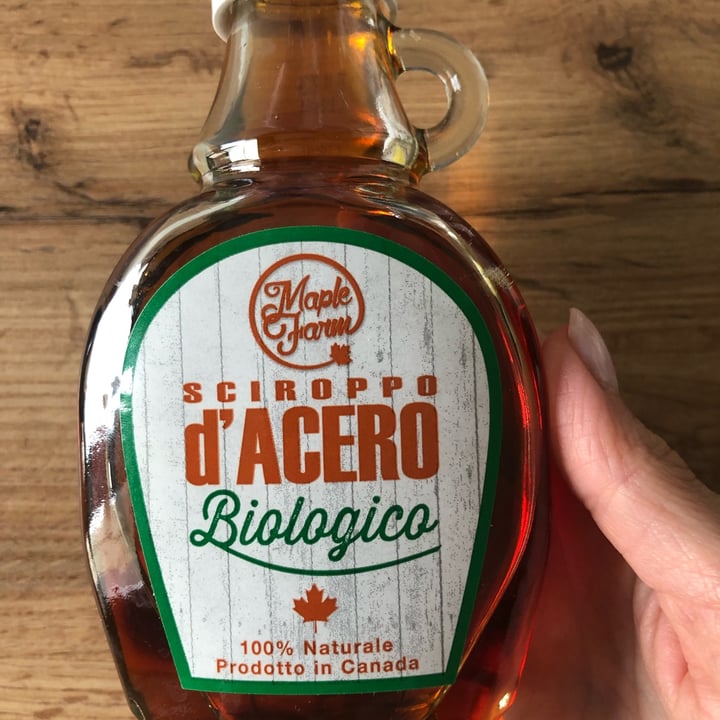 Maple
Farm
SCIROPPO
d'ACERO
Biologico
100% Naturale
Prodotto in Canada